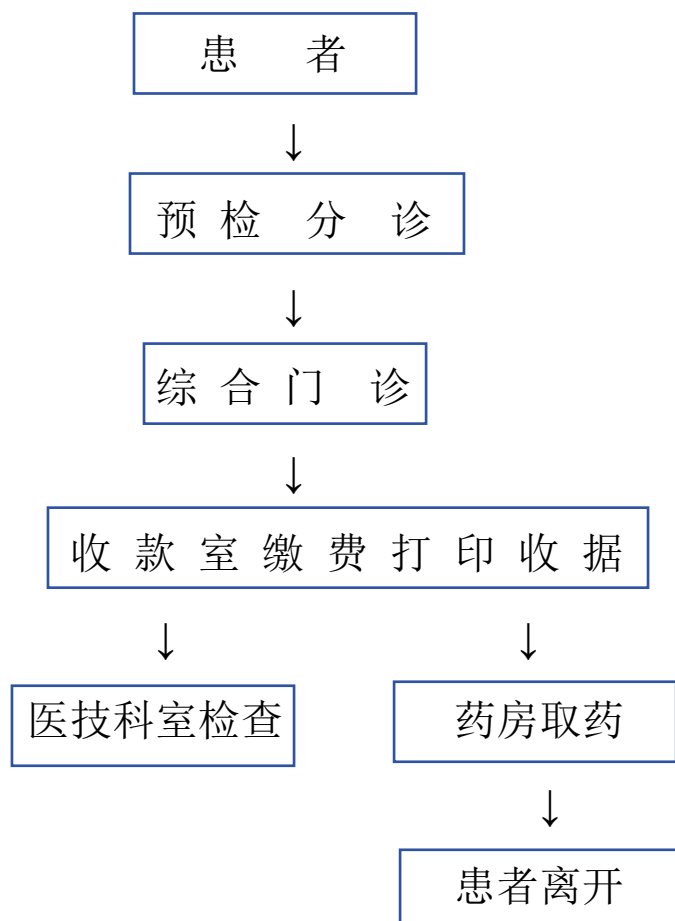 患 者
↓
预 检 分 诊
↓
综 合 门 诊
↓
收 款 室 缴 费 打 印 收 据
↓ ↓
医技科室检查 药房取药
↓
患者离开